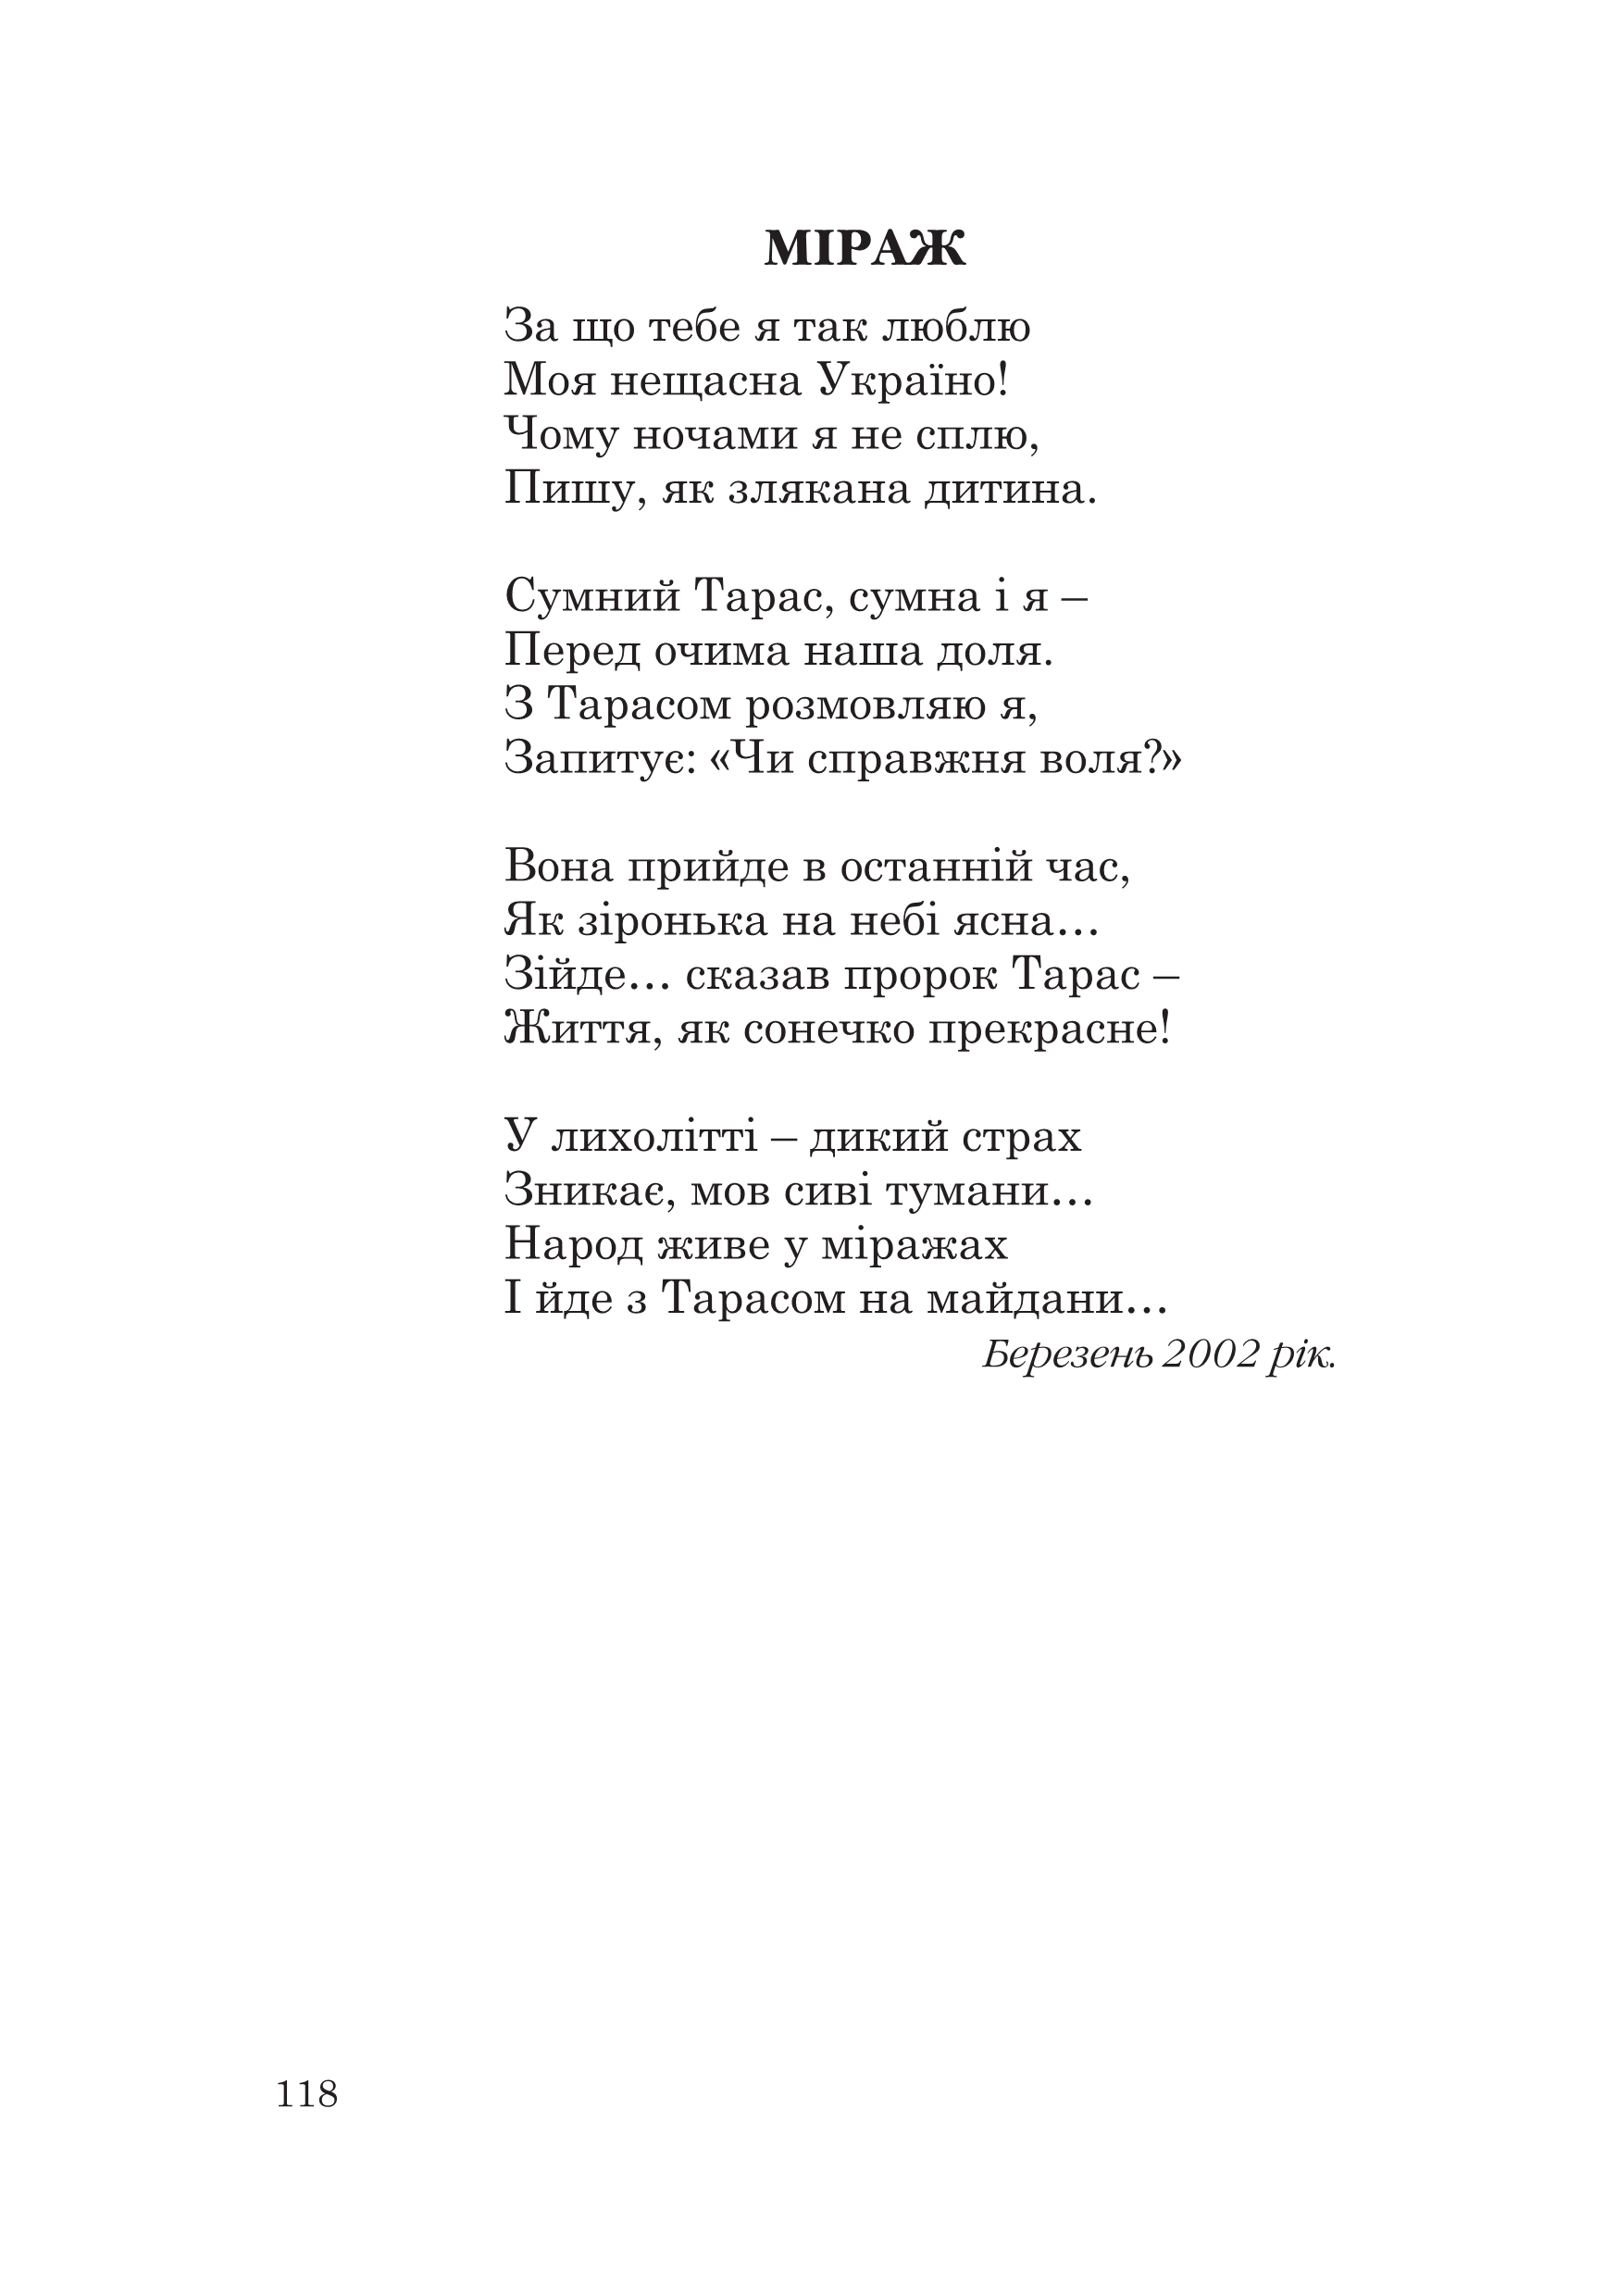 МІРАЖ
За що тебе я так люблю
Моя нещасна Україно!
Чому ночами я не сплю,
Пишу, як злякана дитина.
Сумний Тарас, сумна і я –
Перед очима наша доля.
З Тарасом розмовляю я,
Запитує: «Чи справжня воля?»
Вона прийде в останній час,
Як зіронька на небі ясна...
Зійде... сказав пророк Тарас –
Життя, як сонечко прекрасне!
У лихолітті – дикий страх
Зникає, мов сиві тумани...
Народ живе у міражах
І йде з Тарасом на майдани...
Березень 2002 рік.
118